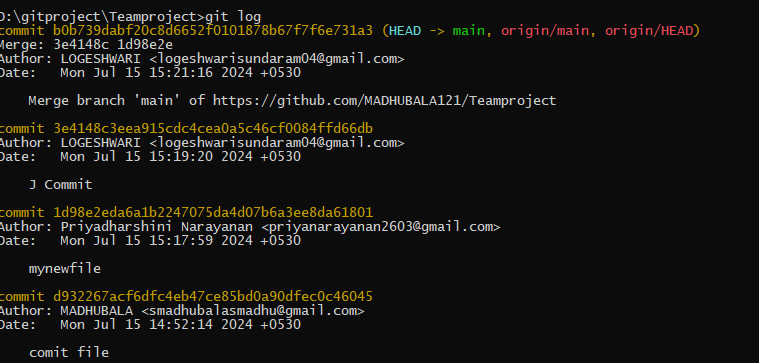 D:\gitproject\Teamproject>git log
commit b0b739dabf20c8d6652f0101878b67f7f6e731a3 (HEAD -> main, origin/main, origin/HEAD)
Merge: 3e4148c 1d98e2e
Author: LOGESHWARI <logeshwarisundaram04@gmail.com>
Date:   Mon Jul 15 15:21:16 2024 +0530
Merge branch 'main' of https://github.com/MADHUBALA121/Teamproject
commit 3e4148c3eea915cdc4cea0a5c46cf0084ffd66db
Author: LOGESHWARI <logeshwarisundaram04@gmail.com>
Date:   Mon Jul 15 15:19:20 2024 +0530
J Commit
commit 1d98e2eda6a1b2247075da4d07b6a3ee8da61801
Author: Priyadharshini Narayanan <priyanarayanan2603@gmail.com>
Date:   Mon Jul 15 15:17:59 2024 +0530
mynewfile
commit d932267acf6dfc4eb47ce85bd0a90dfec0c46045
Author: MADHUBALA <smadhubalasmadhu@gmail.com>
Date:   Mon Jul 15 14:52:14 2024 +0530
comit file